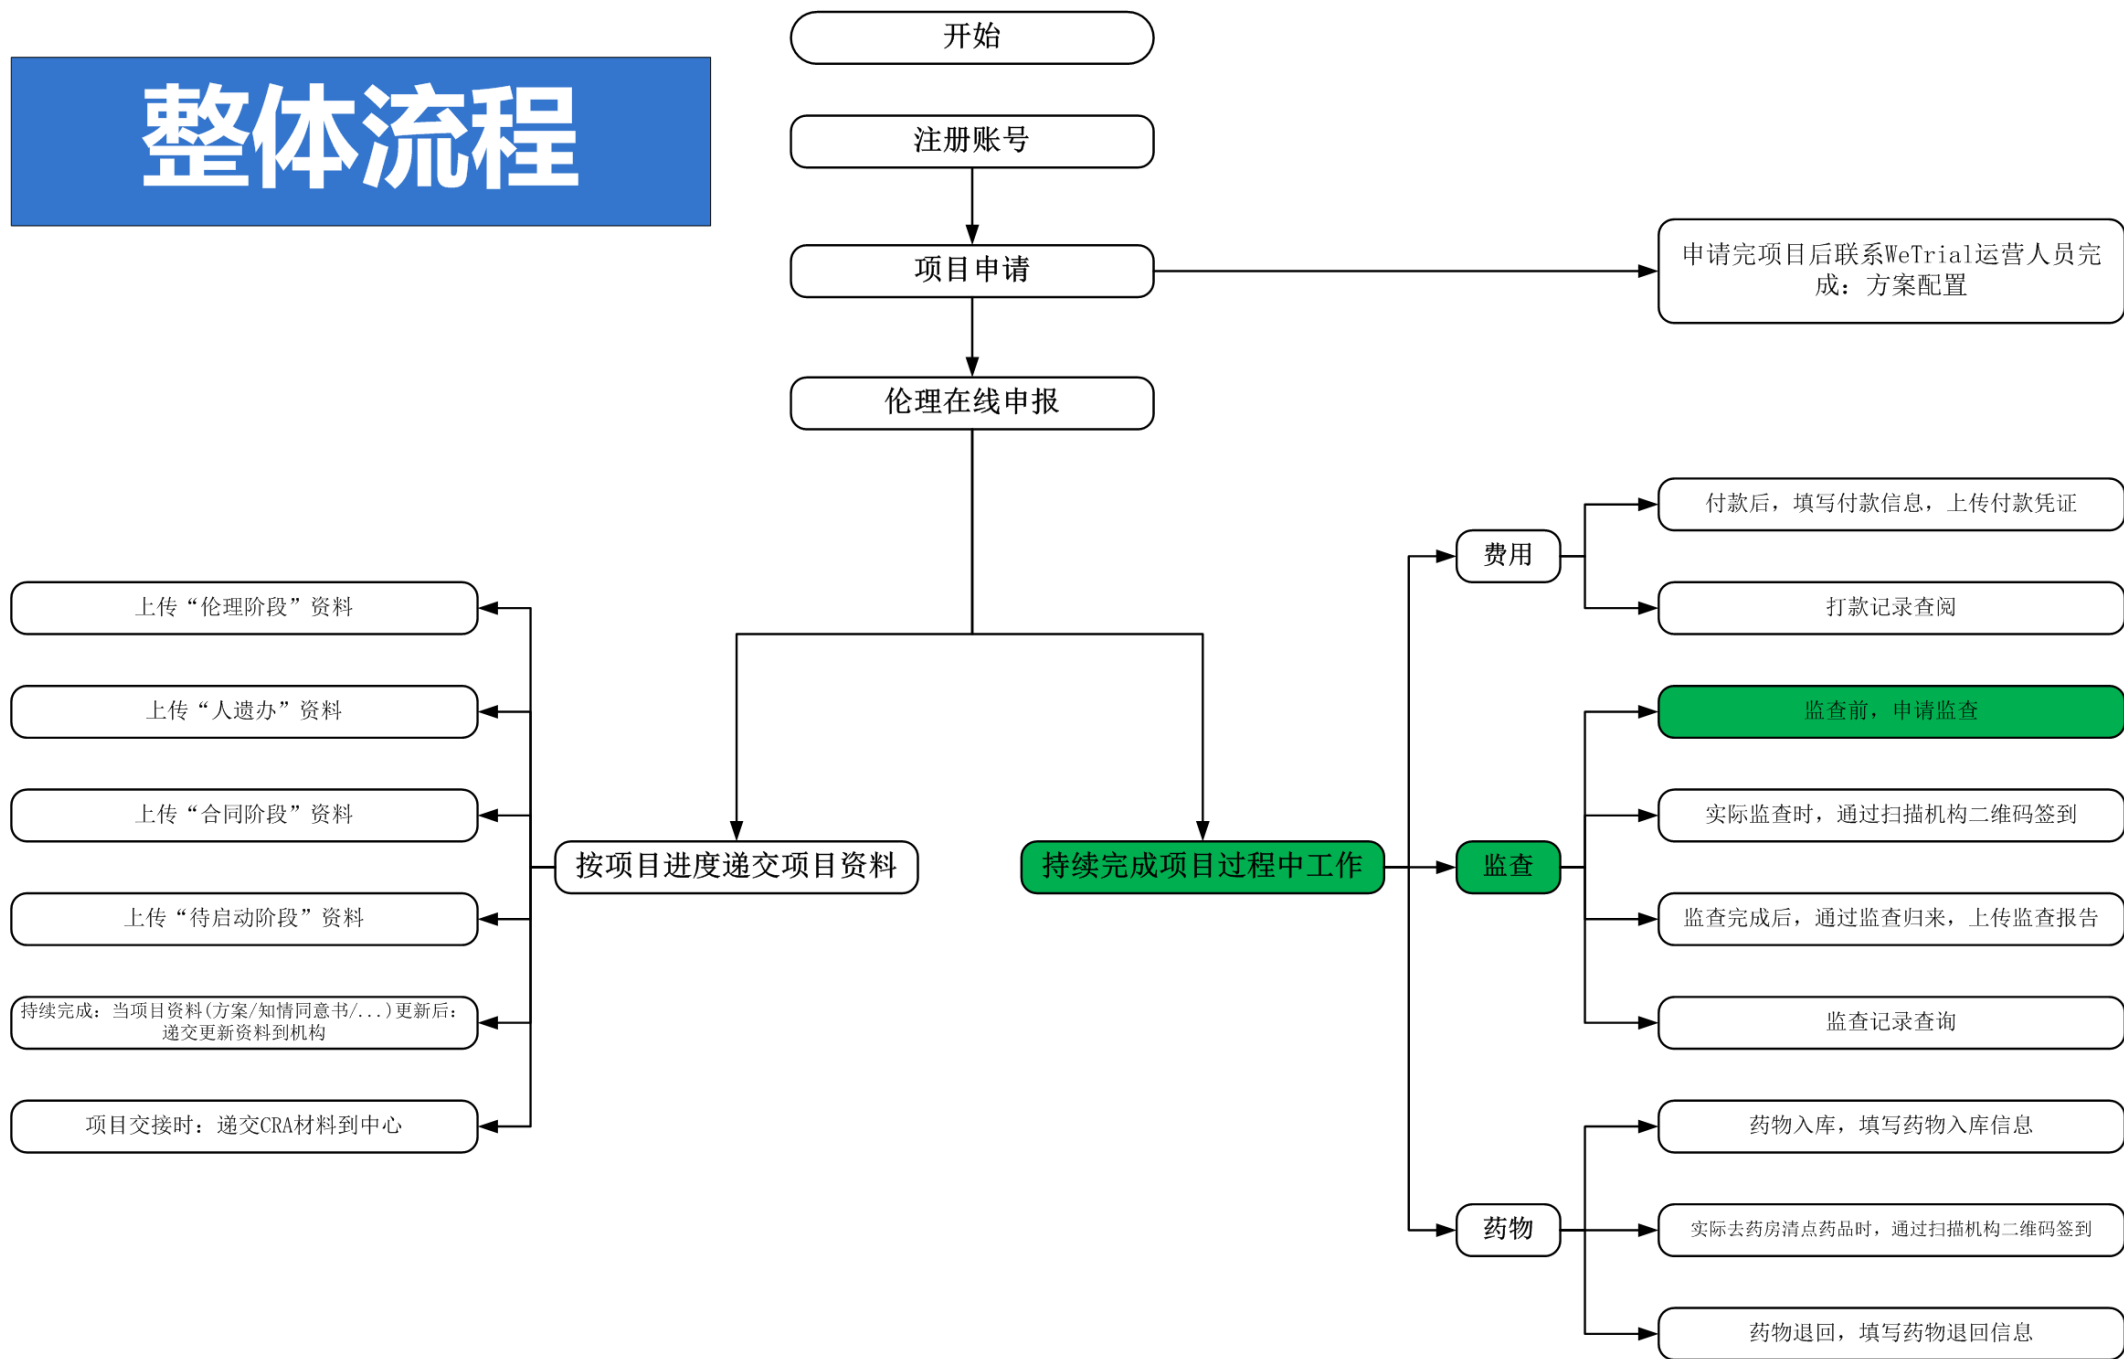 整体流程
开始
注册账号
项目申请
申请完项目后联系WeTrial运营人员完
成：方案配置
伦理在线申报
按项目进度递交项目资料
上传“伦理阶段”资料
上传“人遗办”资料
上传“合同阶段”资料
上传“待启动阶段”资料
持续完成：当项目资料(方案/知情同意书/...)更新后：
递交更新资料到机构
项目交接时：递交CRA材料到中心
持续完成项目过程中工作
费用
付款后，填写付款信息，上传付款凭证
打款记录查阅
监查
监查前，申请监查
实际监查时，通过扫描机构二维码签到
监查完成后，通过监查归来，上传监查报告
监查记录查询
药物
药物入库，填写药物入库信息
实际去药房清点药品时，通过扫描机构二维码签到
药物退回，填写药物退回信息